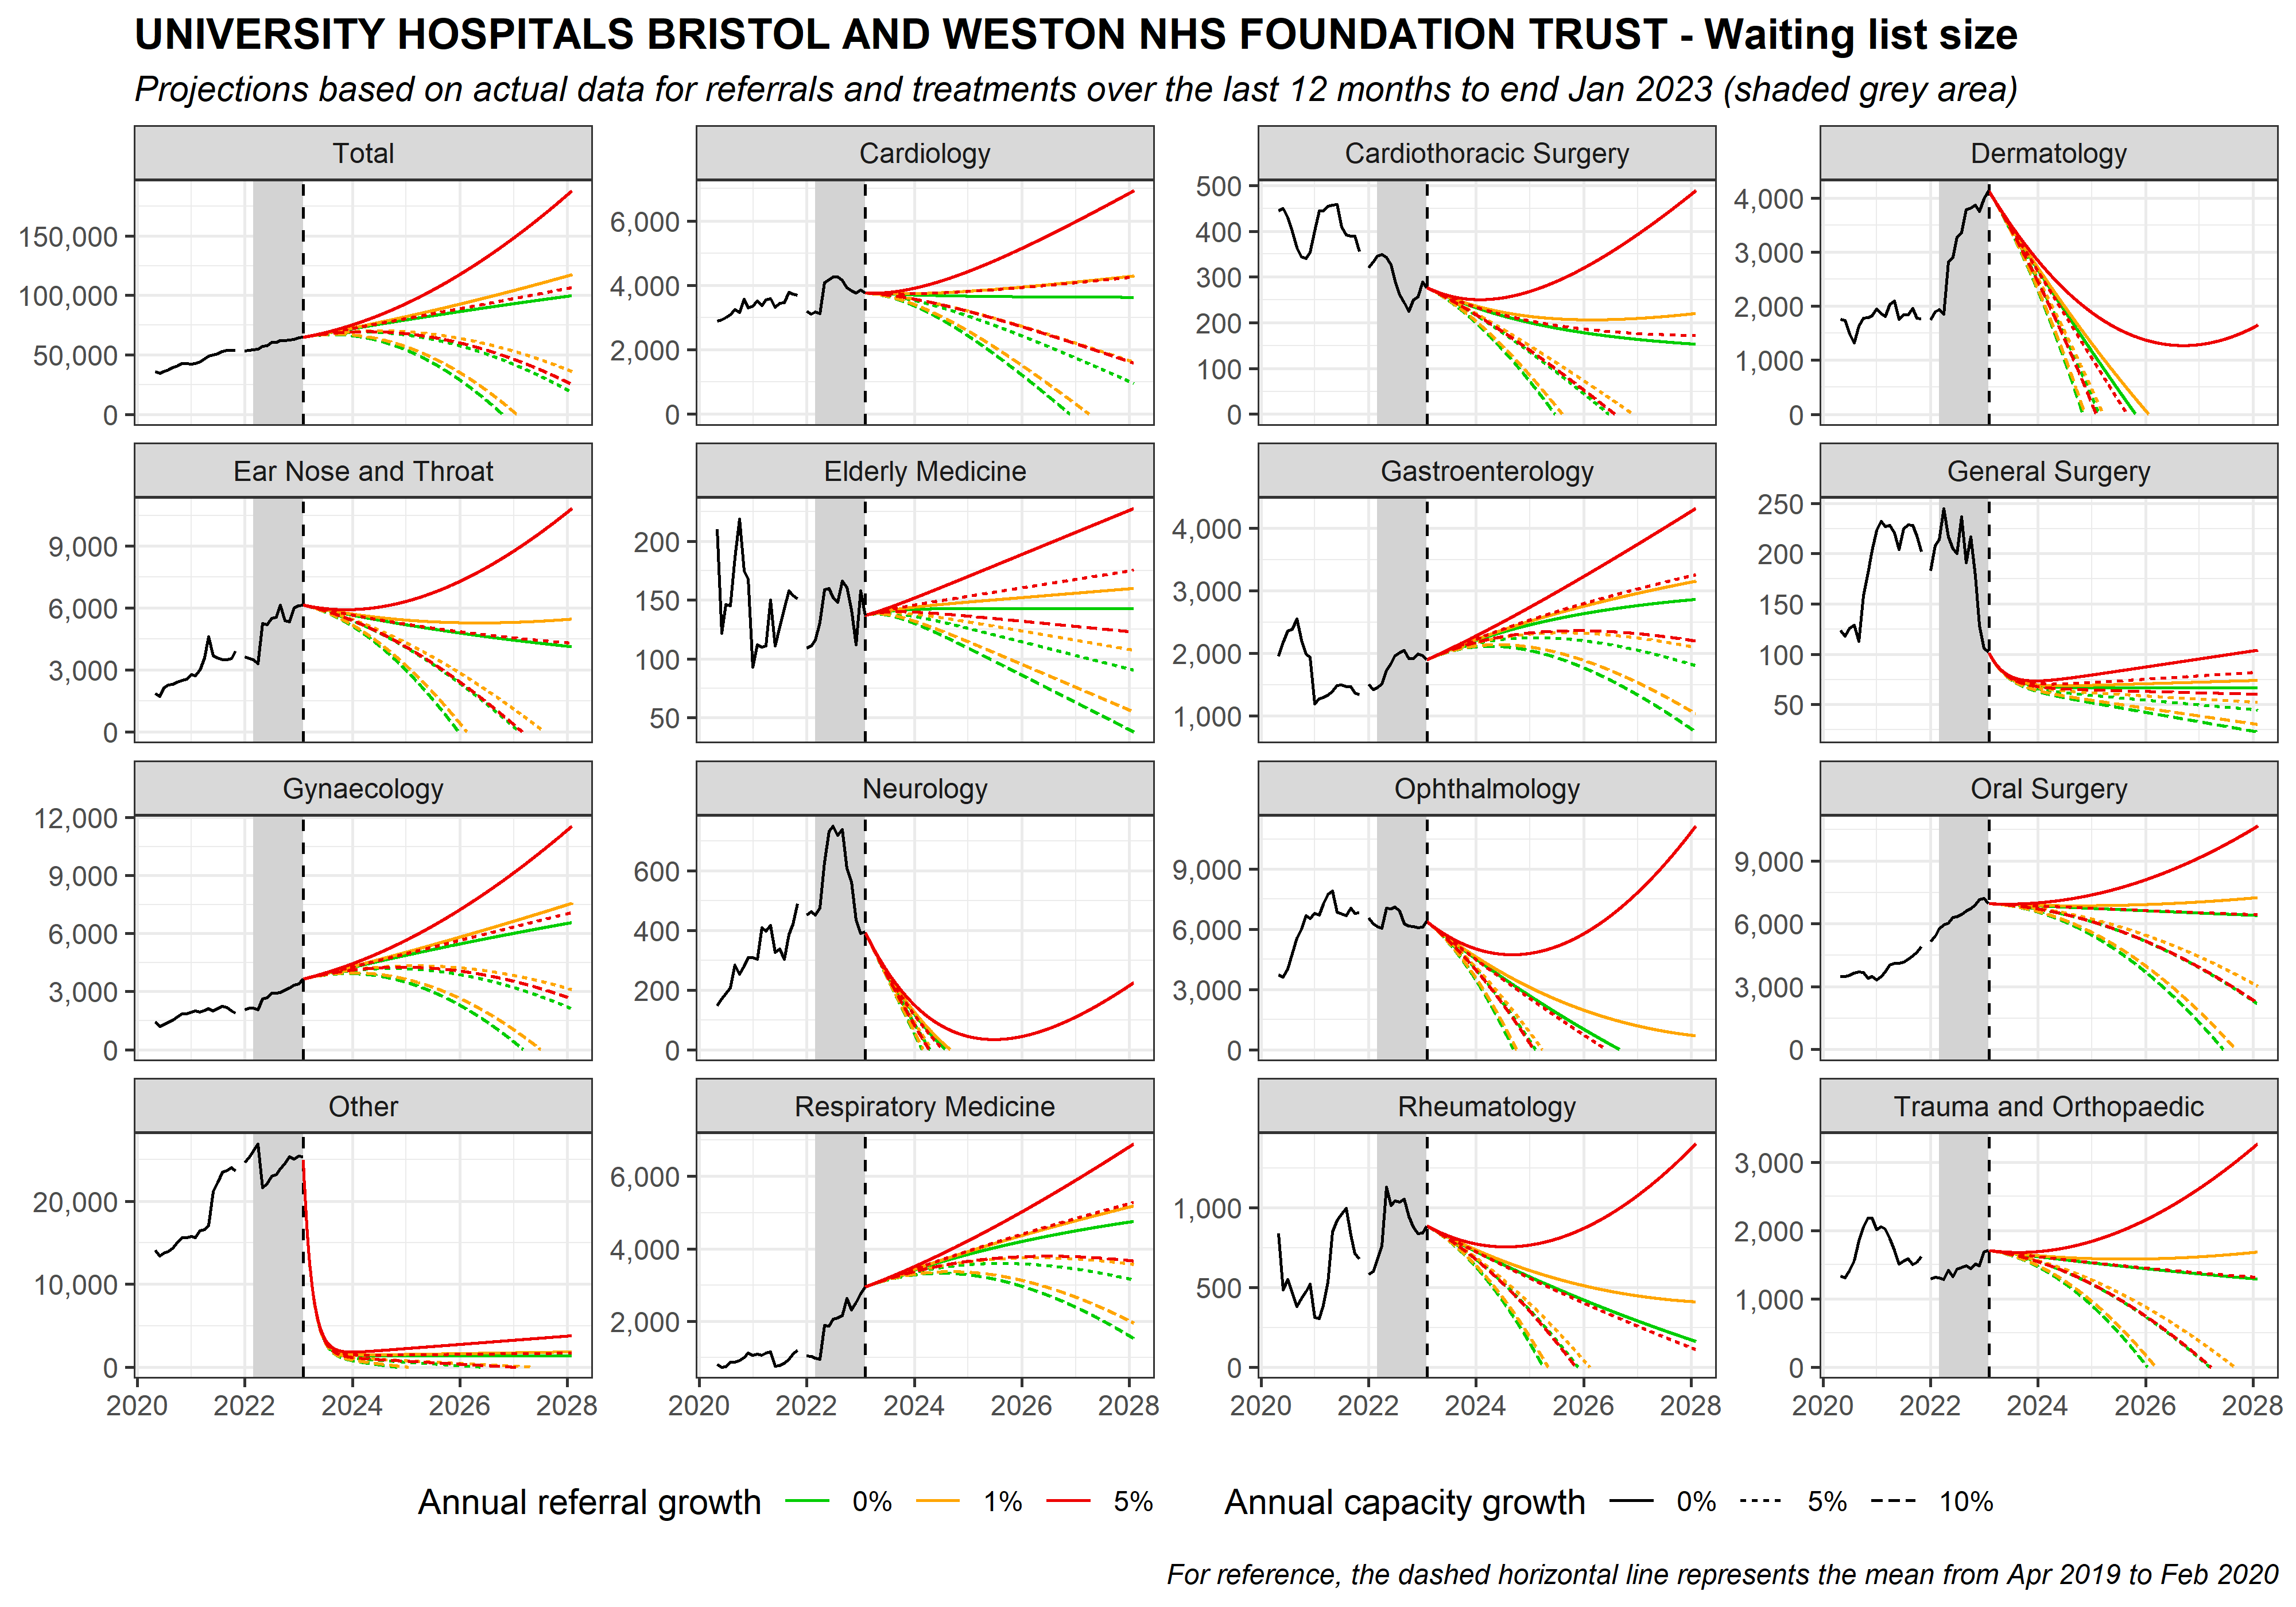 UNIVERSITY HOSPITALS BRISTOL AND WESTON NHS FOUNDATION TRUST - Waiting list size
Projections based on actual data for referrals and treatments over the last 12 months to end Jan 2023 (shaded grey area)
Total
Cardiology
Cardiothoracic Surgery
Dermatology
150,000
100,000
50,000
0
6,000
4,000
2,000
0
500
400
300
200
100
0
4,000
3,000
2,000
1,000
0
Ear Nose and Throat
Elderly Medicine
Gastroenterology
General Surgery
9,000
6,000
3,000
0
200
150
100
50
4,000
3,000
2,000
1,000
250
200
150
100
50
Gynaecology
Neurology
Ophthalmology
Oral Surgery
12,000
9,000
6,000
3,000
0
600
400
200
0
9,000
6,000
3,000
0
9,000
6,000
3,000
0
Other
Respiratory Medicine
Rheumatology
Trauma and Orthopaedic
20,000
10,000
0
6,000
4,000
2,000
1,000
500
0
3,000
2,000
1,000
0
2020 2022 2024 2026 2028
2020 2022 2024 2026 2028
2020 2022 2024 2026 2028
2020 2022 2024 2026 2028
Annual referral growth 0% 1% 5%
Annual capacity growth 0% 5% 10%
For reference, the dashed horizontal line represents the mean from Apr 2019 to Feb 2020